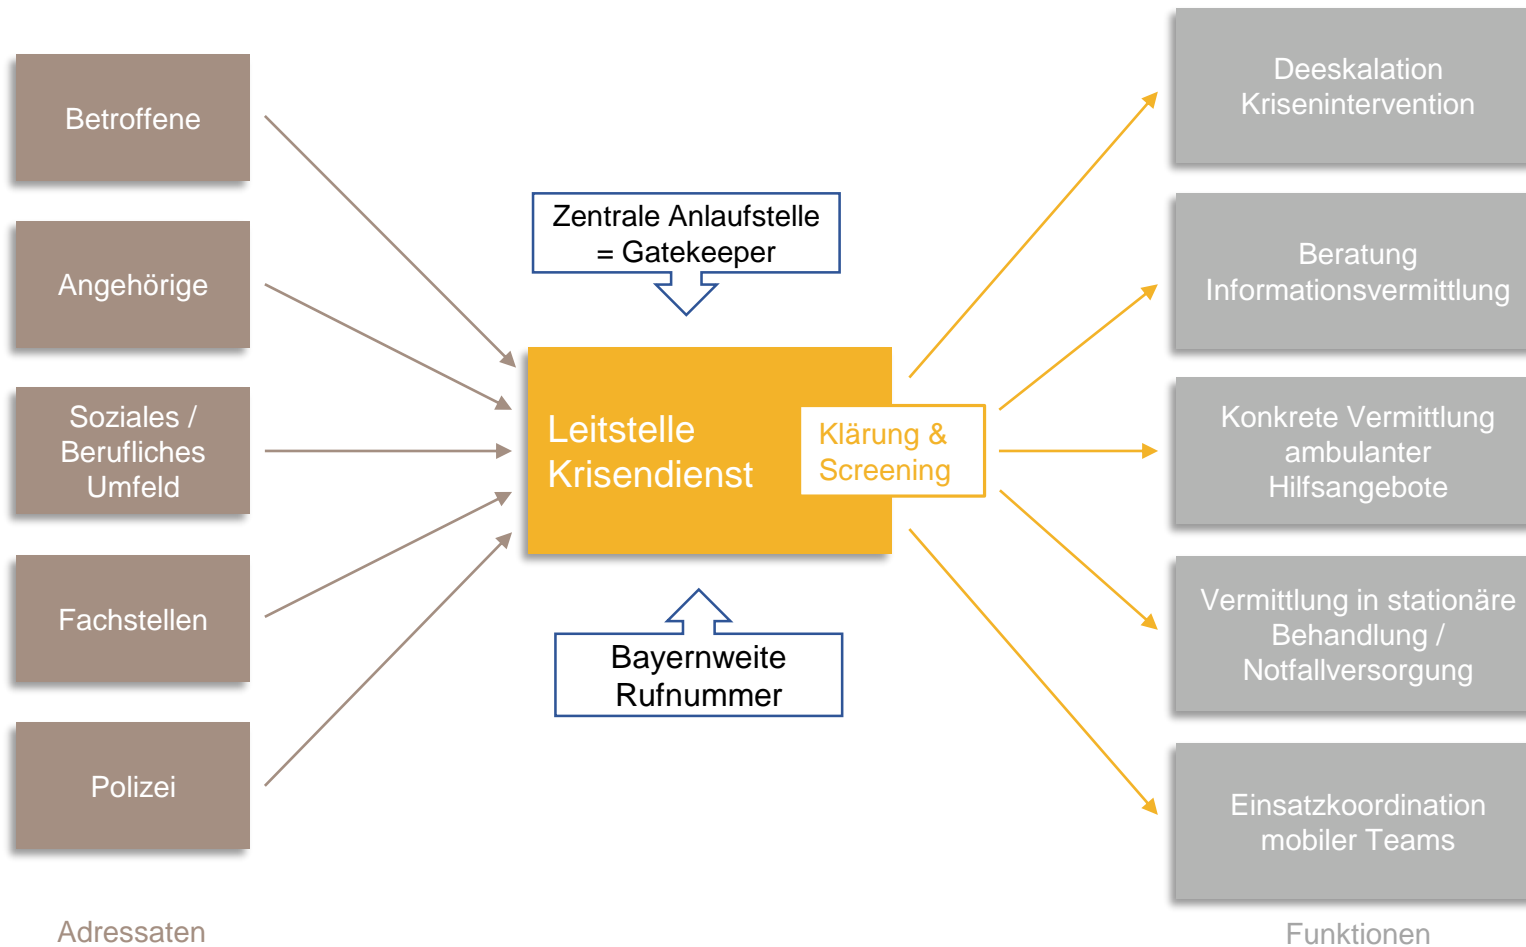 Betroffene
Angehörige
Soziales /
Berufliches
Umfeld
Fachstellen
Polizei
Adressaten
Zentrale Anlaufstelle
= Gatekeeper
Leitstelle
Krisendienst
Klärung &
Screening
Bayernweite
Rufnummer
Deeskalation
Krisenintervention
Beratung
Informationsvermittlung
Konkrete Vermittlung
ambulanter
Hilfsangebote
Vermittlung in stationäre
Behandlung /
Notfallversorgung
Einsatzkoordination
mobiler Teams
Funktionen